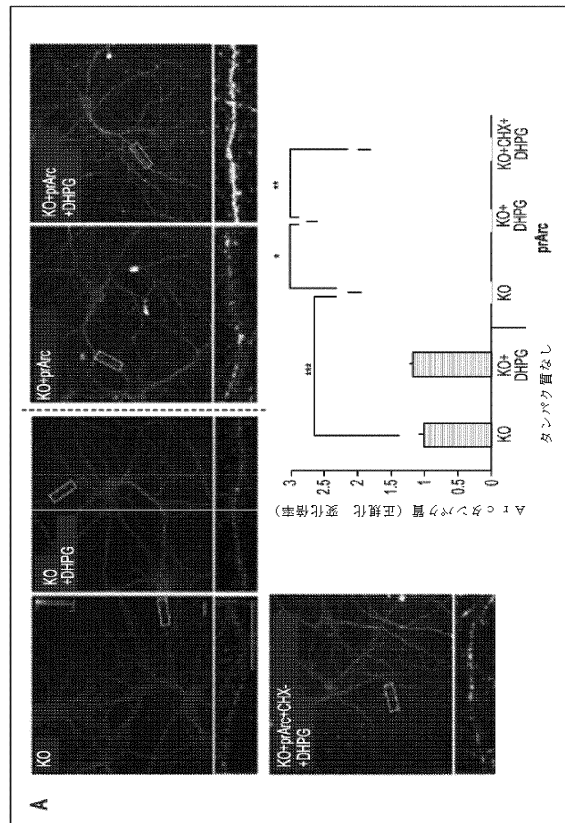 A
KO
KO
+DHPG
KO+prArc
KO+prArc
+DHPG
KO+prArc+CHX-
+DHPG
Arcタンパク質(正規化 変化倍率)
3
2.5
2
1.5
1
0.5
0
***
*
**
KO
KO+
DHPG
KO
KO+
DHPG
KO+CHX+
DHPG
タンパク質なし
prArc